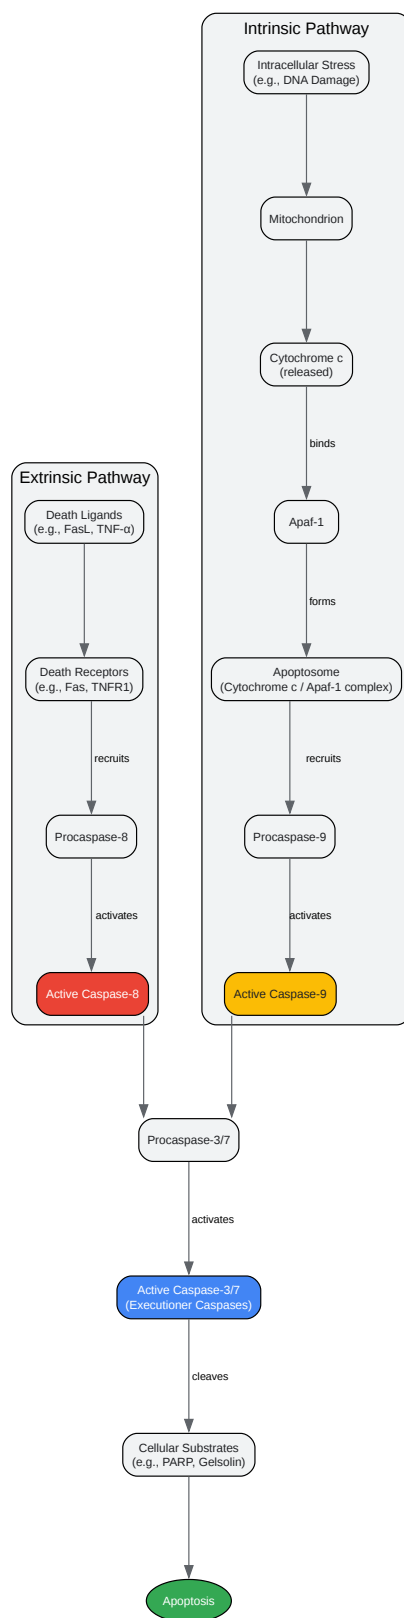 Intrinsic Pathway
Intracellular Stress
(e.g., DNA Damage)
Mitochondrion
Cytochrome c
(released)
binds
Apaf-1
forms
Apoptosome
(Cytochrome c / Apaf-1 complex)
recruits
Procaspase-9
activates
Active Caspase-9
Extrinsic Pathway
Death Ligands
(e.g., FasL, TNF-α)
Death Receptors
(e.g., Fas, TNFR1)
recruits
Procaspase-8
activates
Active Caspase-8
Procaspase-3/7
activates
Active Caspase-3/7
(Executioner Caspases)
cleaves
Cellular Substrates
(e.g., PARP, Gelsolin)
Apoptosis